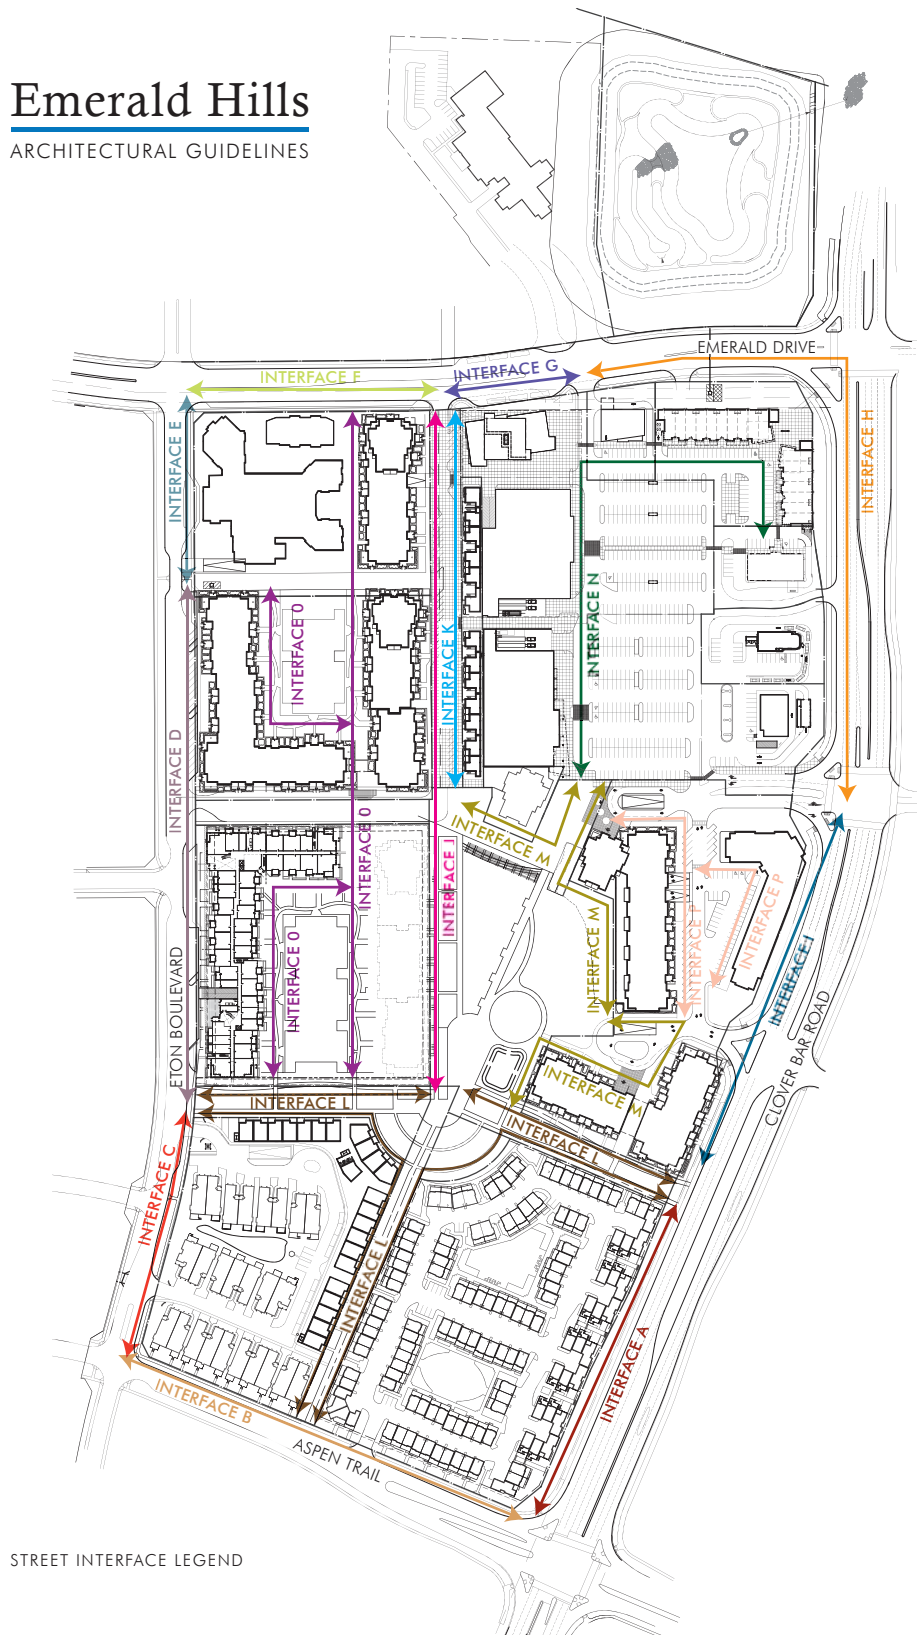 Emerald Hills
ARCHITECTURAL GUIDELINES
EMERALD DRIVE
INTERFACE F
INTERFACE G
INTERFACE E
INTERFACE H
INTERFACE O
INTERFACE K
INTERFACE N
INTERFACE D
INTERFACE O
INTERFACE J
INTERFACE M
INTERFACE O
INTERFACE M
INTERFACE P
INTERFACE P
INTERFACE I
ETON BOULEVARD
CLOVER BAR ROAD
INTERFACE M
INTERFACE L
INTERFACE L
INTERFACE C
INTERFACE L
INTERFACE A
INTERFACE B
ASPEN TRAIL
STREET INTERFACE LEGEND